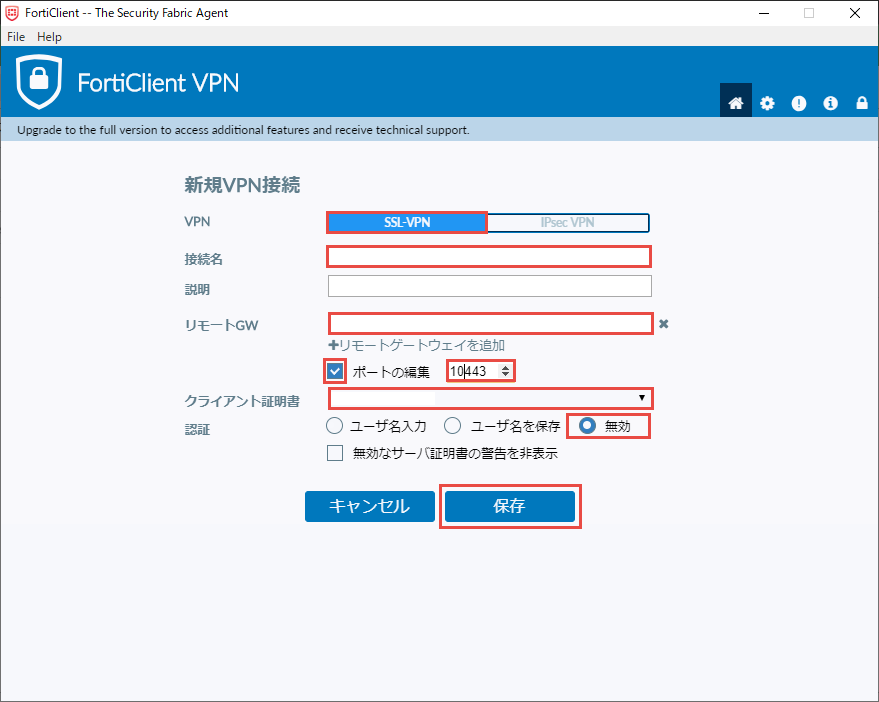 FortiClient -- The Security Fabric Agent
File Help
FortiClient VPN
Upgrade to the full version to access additional features and receive technical support.
新規VPN接続
VPN SSL-VPN IPsec VPN
接続名
説明
リモートGW
リモートゲートウェイを追加
ポートの編集 10443
クライアント証明書
認証 ユーザ名入力 ユーザ名を保存 無効
無効なサーバ証明書の警告を非表示
キャンセル 保存